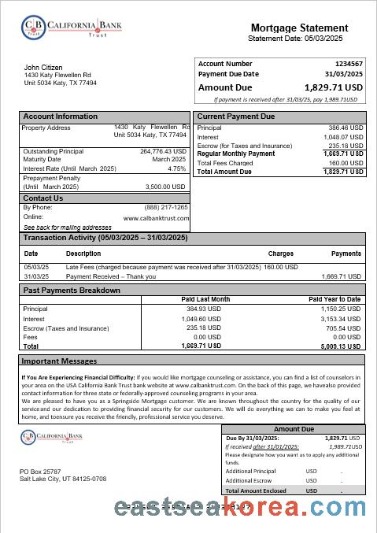 CALIFORNIA BANK
Trust
Mortgage Statement
Statement Date: 05/03/2025
John Citizen
1430 Katy Flewellen Rd
Unit 5034 Katy, TX 77494
Account Number 1234567
Payment Due Date 31/03/2025
Amount Due 1,829.71 USD
If payment is received after 31/03/25, pay 1,989.71USD
Account Information
Property Address 1430 Katy Flewellen Rd
Unit 5034 Katy, TX 77494
Outstanding Principal 264,776.43 USD
Maturity Date March 2025
Interest Rate (Until March 2025) 4.75%
Prepayment Penalty
(Until March 2025) 3,500.00 USD
Contact Us
By Phone: (888) 217-1265
Online: www.calbanktrust.com
See back for mailing addresses
Current Payment Due
Principal 386.46 USD
Interest 1,048.07 USD
Escrow (for Taxes and Insurance) 235.18 USD
Regular Monthly Payment 1,669.71 USD
Total Fees Charged 160.00 USD
Total Amount Due 1,829.71 USD
Transaction Activity (05/03/2025 – 31/03/2025)
Date Description Charges Payments
05/03/25 Late Fees (charged because payment was received after 31/03/2025) 160.00 USD
31/03/25 Payment Received – Thank you 1,669.71 USD
Past Payments Breakdown
Paid Last Month Paid Year to Date
Principal 384.93 USD 1,150.25 USD
Interest 1,049.60 USD 3,153.34 USD
Escrow (Taxes and Insurance) 235.18 USD 705.54 USD
Fees 0.00 USD 0.00 USD
Total 1,669.71 USD 5,009.13 USD
Important Messages
If You Are Experiencing Financial Difficulty: If you would like mortgage counseling or assistance, you can find a list of counselors in
your area on the USA California Bank Trust bank website at www.calbanktrust.com. On the back of this page, we have also provided
contact information for three state or federally-approved counseling programs in your area.
We are pleased to have you as a Springside Mortgage customer. We are known throughout the country for the quality of our
service and our dedication to providing financial security for our customers. We will do everything we can to make you feel at
home, and to ensure you receive the friendly, professional service you deserve.
CALIFORNIA BANK
PO Box 25787
Salt Lake City, UT 84125-0708
Amount Due
Due By 31/03/2025: 1,829.71 USD
If received after 31/03/2025: 1,989.71USD
Please designate how you want us to apply any additional
funds.
Additional Principal USD .
Additional Escrow USD .
Total Amount Enclosed USD .
eastseakorea.com